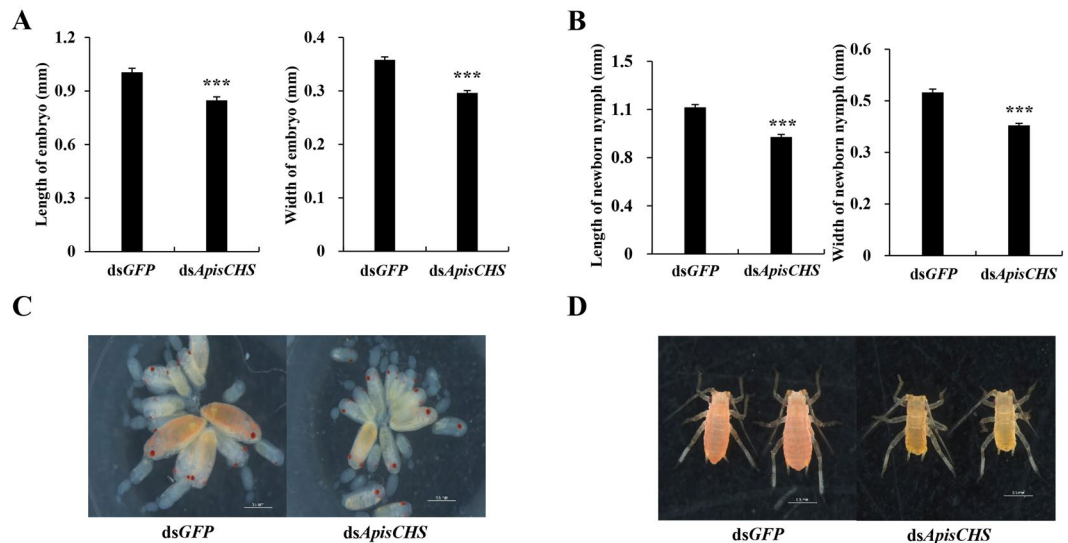 A
B
Length of embryo (mm)
1.2
0.9
0.6
0.3
0
***
dsGFP
dsApisCHS
Width of embryo (mm)
0.4
0.3
0.2
0.1
0
***
dsGFP
dsApisCHS
Length of newborn nymph (mm)
1.5
1.1
0.8
0.4
0
***
dsGFP
dsApisCHS
Width of newborn nymph (mm)
0.6
0.5
0.3
0.2
0.0
***
dsGFP
dsApisCHS
C
D
dsGFP
dsApisCHS
dsGFP
dsApisCHS